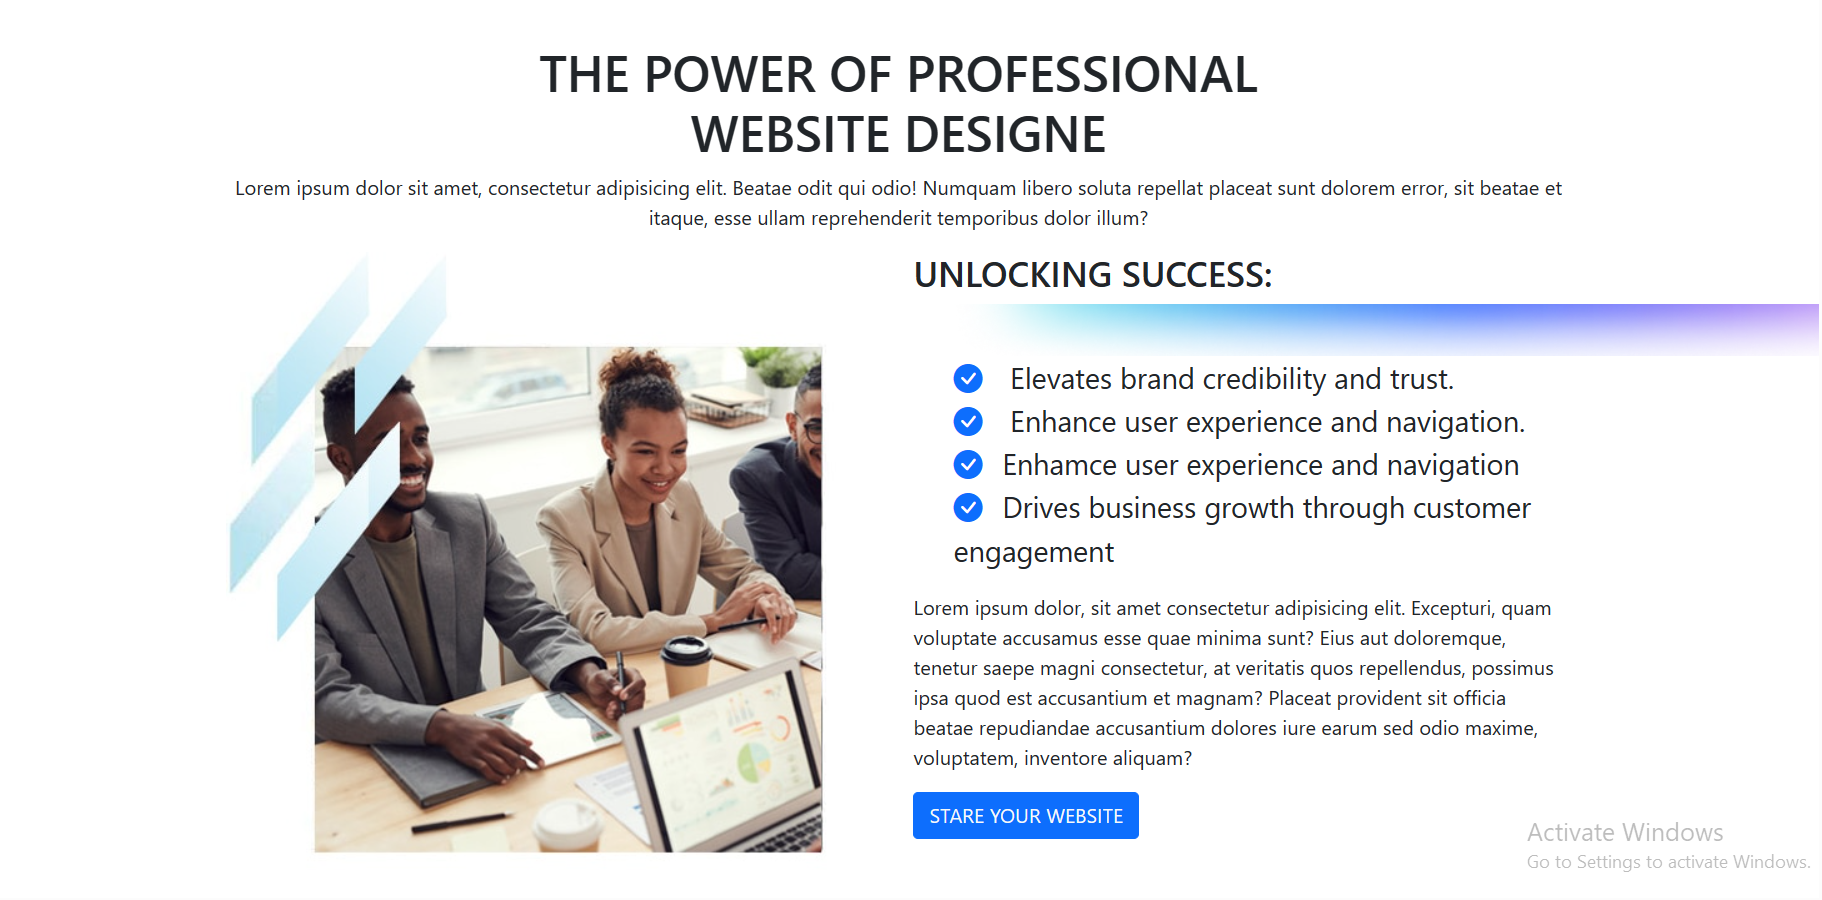 THE POWER OF PROFESSIONAL
WEBSITE DESIGNE
Lorem ipsum dolor sit amet, consectetur adipisicing elit. Beatae odit qui odio! Numquam libero soluta repellat placeat sunt dolorem error, sit beatae et
itaque, esse ullam reprehenderit temporibus dolor illum?
UNLOCKING SUCCESS:
Elevates brand credibility and trust.
Enhance user experience and navigation.
Enhamce user experience and navigation
Drives business growth through customer
engagement
Lorem ipsum dolor, sit amet consectetur adipisicing elit. Excepturi, quam
voluptate accusamus esse quae minima sunt? Eius aut doloremque,
tenetur saepe magni consectetur, at veritatis quos repellendus, possimus
ipsa quod est accusantium et magnam? Placeat provident sit officia
beatae repudiandae accusantium dolores iure earum sed odio maxime,
voluptatem, inventore aliquam?
STARE YOUR WEBSITE
Activate Windows
Go to Settings to activate Windows.